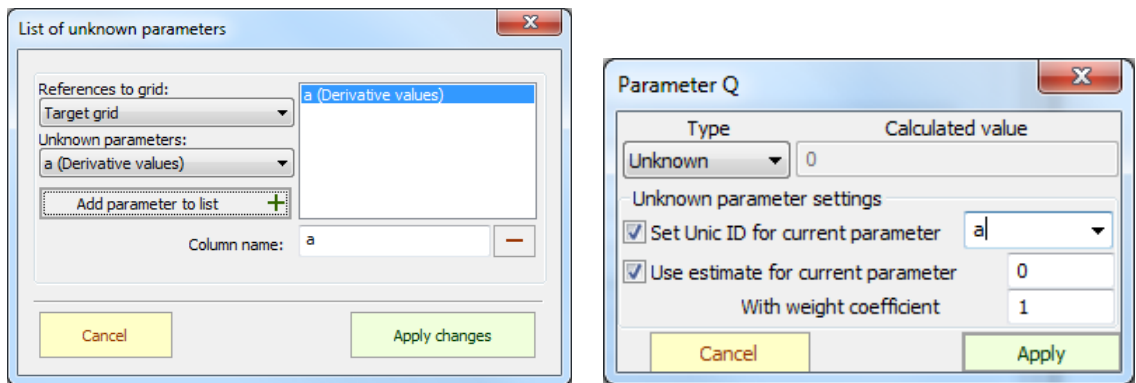 List of unknown parameters
References to grid:
Target grid
Unknown parameters:
a (Derivative values)
Add parameter to list
a (Derivative values)
Column name:
a
Cancel
Apply changes
Parameter Q
Type
Calculated value
Unknown
0
Unknown parameter settings
Set Unic ID for current parameter
a
Use estimate for current parameter
0
With weight coefficient
1
Cancel
Apply